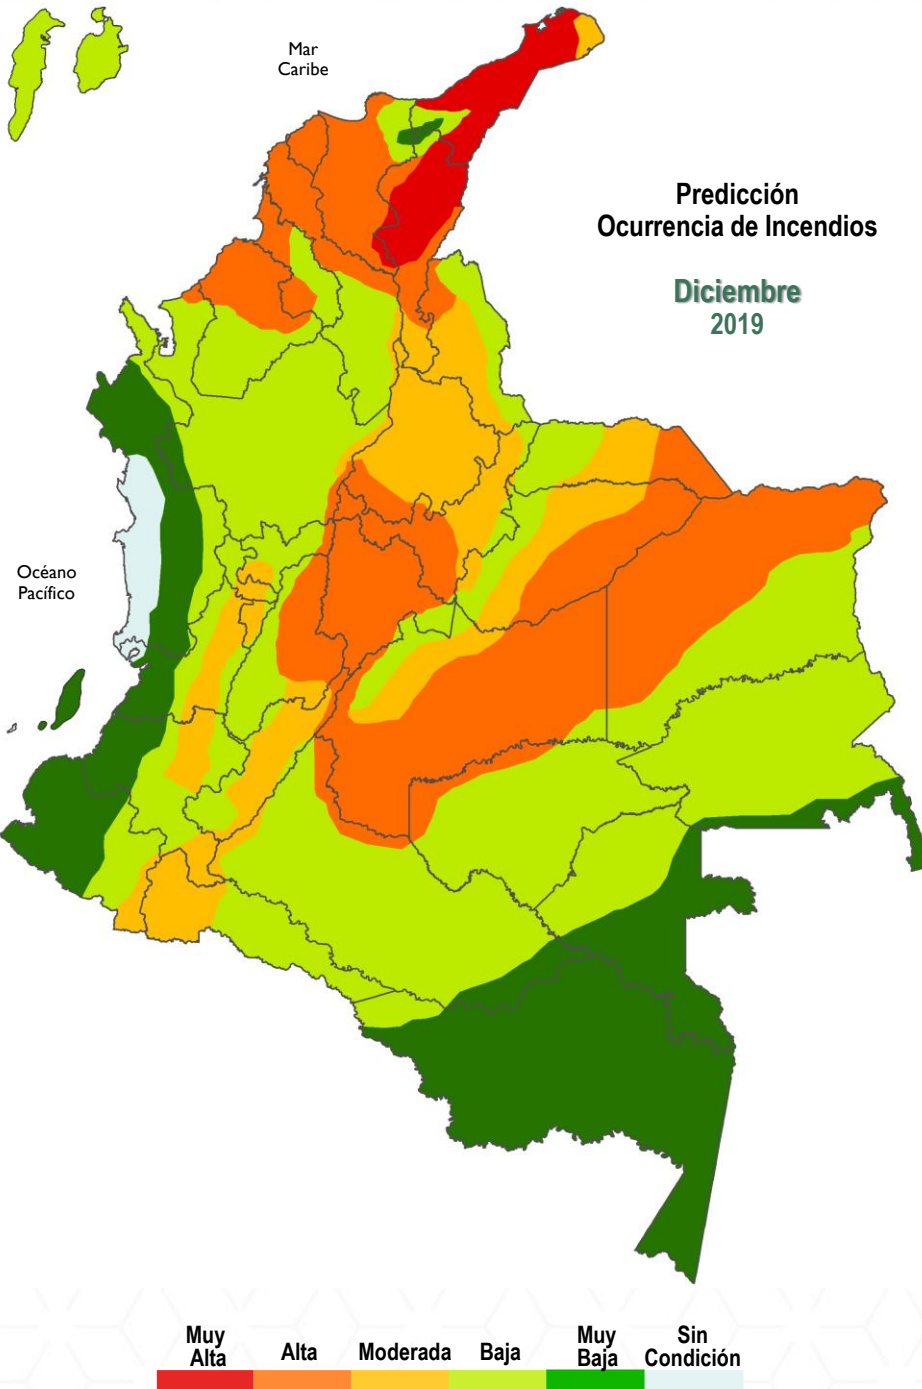 Mar
Caribe
Predicción
Ocurrencia de Incendios
Diciembre
2019
Océano
Pacífico
Muy
Alta
Alta
Moderada
Baja
Muy
Baja
Sin
Condición